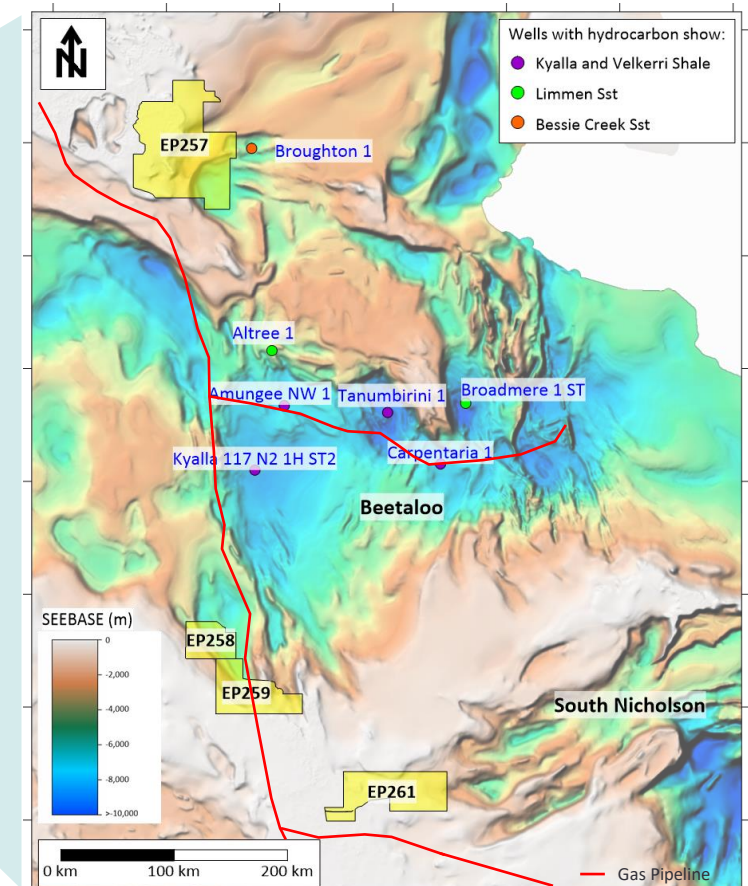 N
Wells with hydrocarbon show:
Kyalla and Velkerri Shale
Limmen Sst
Bessie Creek Sst
EP257
Broughton 1
Altree 1
Amungee NW 1
Tanumbirini 1
Broadmere 1 ST
Kyalla 117 N2 1H ST2
Carpentaria 1
Beetaloo
SEEBASE (m)
0
-2,000
-4,000
-6,000
-8,000
>-10,000
EP258
EP259
South Nicholson
EP261
0 km 100 km 200 km
Gas Pipeline